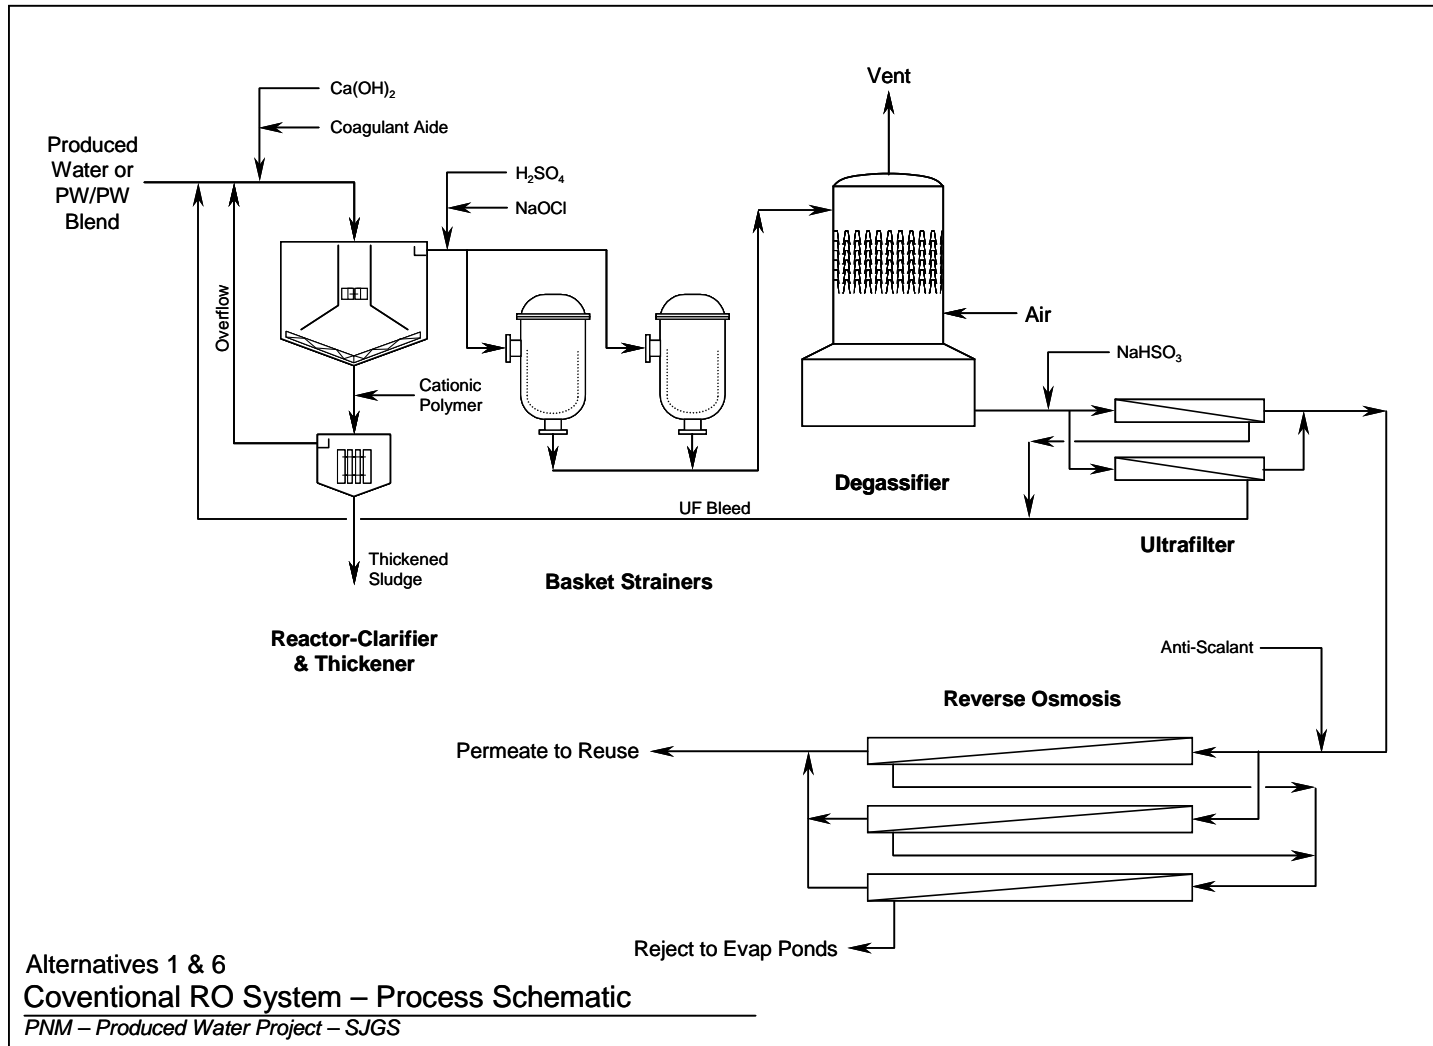 Vent
Ca(OH)2
Coagulant Aide
Produced
Water or
PW/PW
Blend
H2SO4
NaOCl
Overflow
Air
NaHSO3
Cationic
Polymer
Degassifier
UF Bleed
Ultrafilter
Thickened
Sludge
Basket Strainers
Reactor-Clarifier
& Thickener
Anti-Scalant
Reverse Osmosis
Permeate to Reuse
Reject to Evap Ponds
Alternatives 1 & 6
Coventional RO System – Process Schematic
PNM – Produced Water Project – SJGS